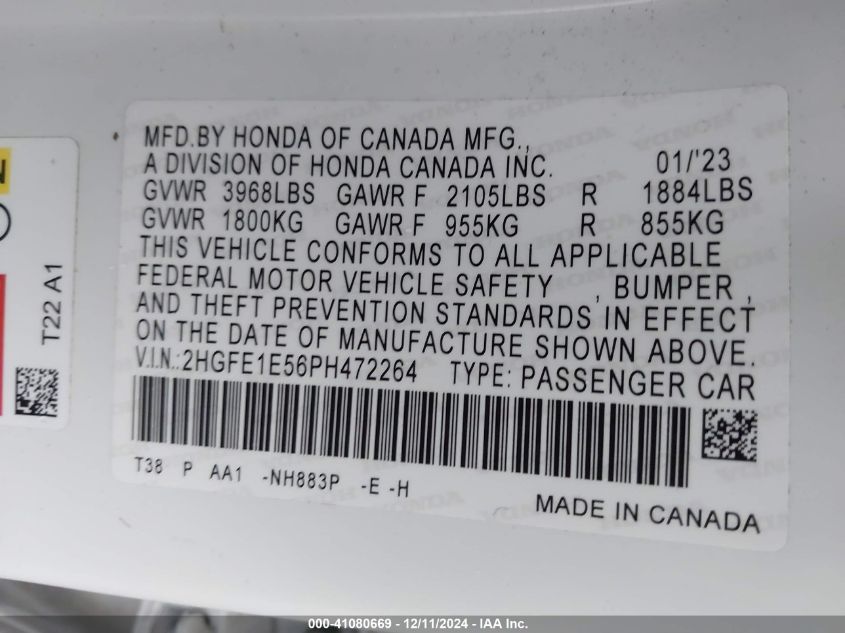 MFD.BY HONDA OF CANADA MFG.,
A DIVISION OF HONDA CANADA INC. 01/'23
GVWR 3968LBS GAWR F 2105LBS R 1884LBS
GVWR 1800KG GAWR F 955KG R 855KG
THIS VEHICLE CONFORMS TO ALL APPLICABLE
FEDERAL MOTOR VEHICLE SAFETY , BUMPER ,
AND THEFT PREVENTION STANDARDS IN EFFECT
ON THE DATE OF MANUFACTURE SHOWN ABOVE.
V.I.N.:2HGFE1E56PH472264 TYPE: PASSENGER CAR
T38 P AA1 -NH883P -E -H
MADE IN CANADA
T22 A1
000-41080669 - 12/11/2024 - IAA Inc.